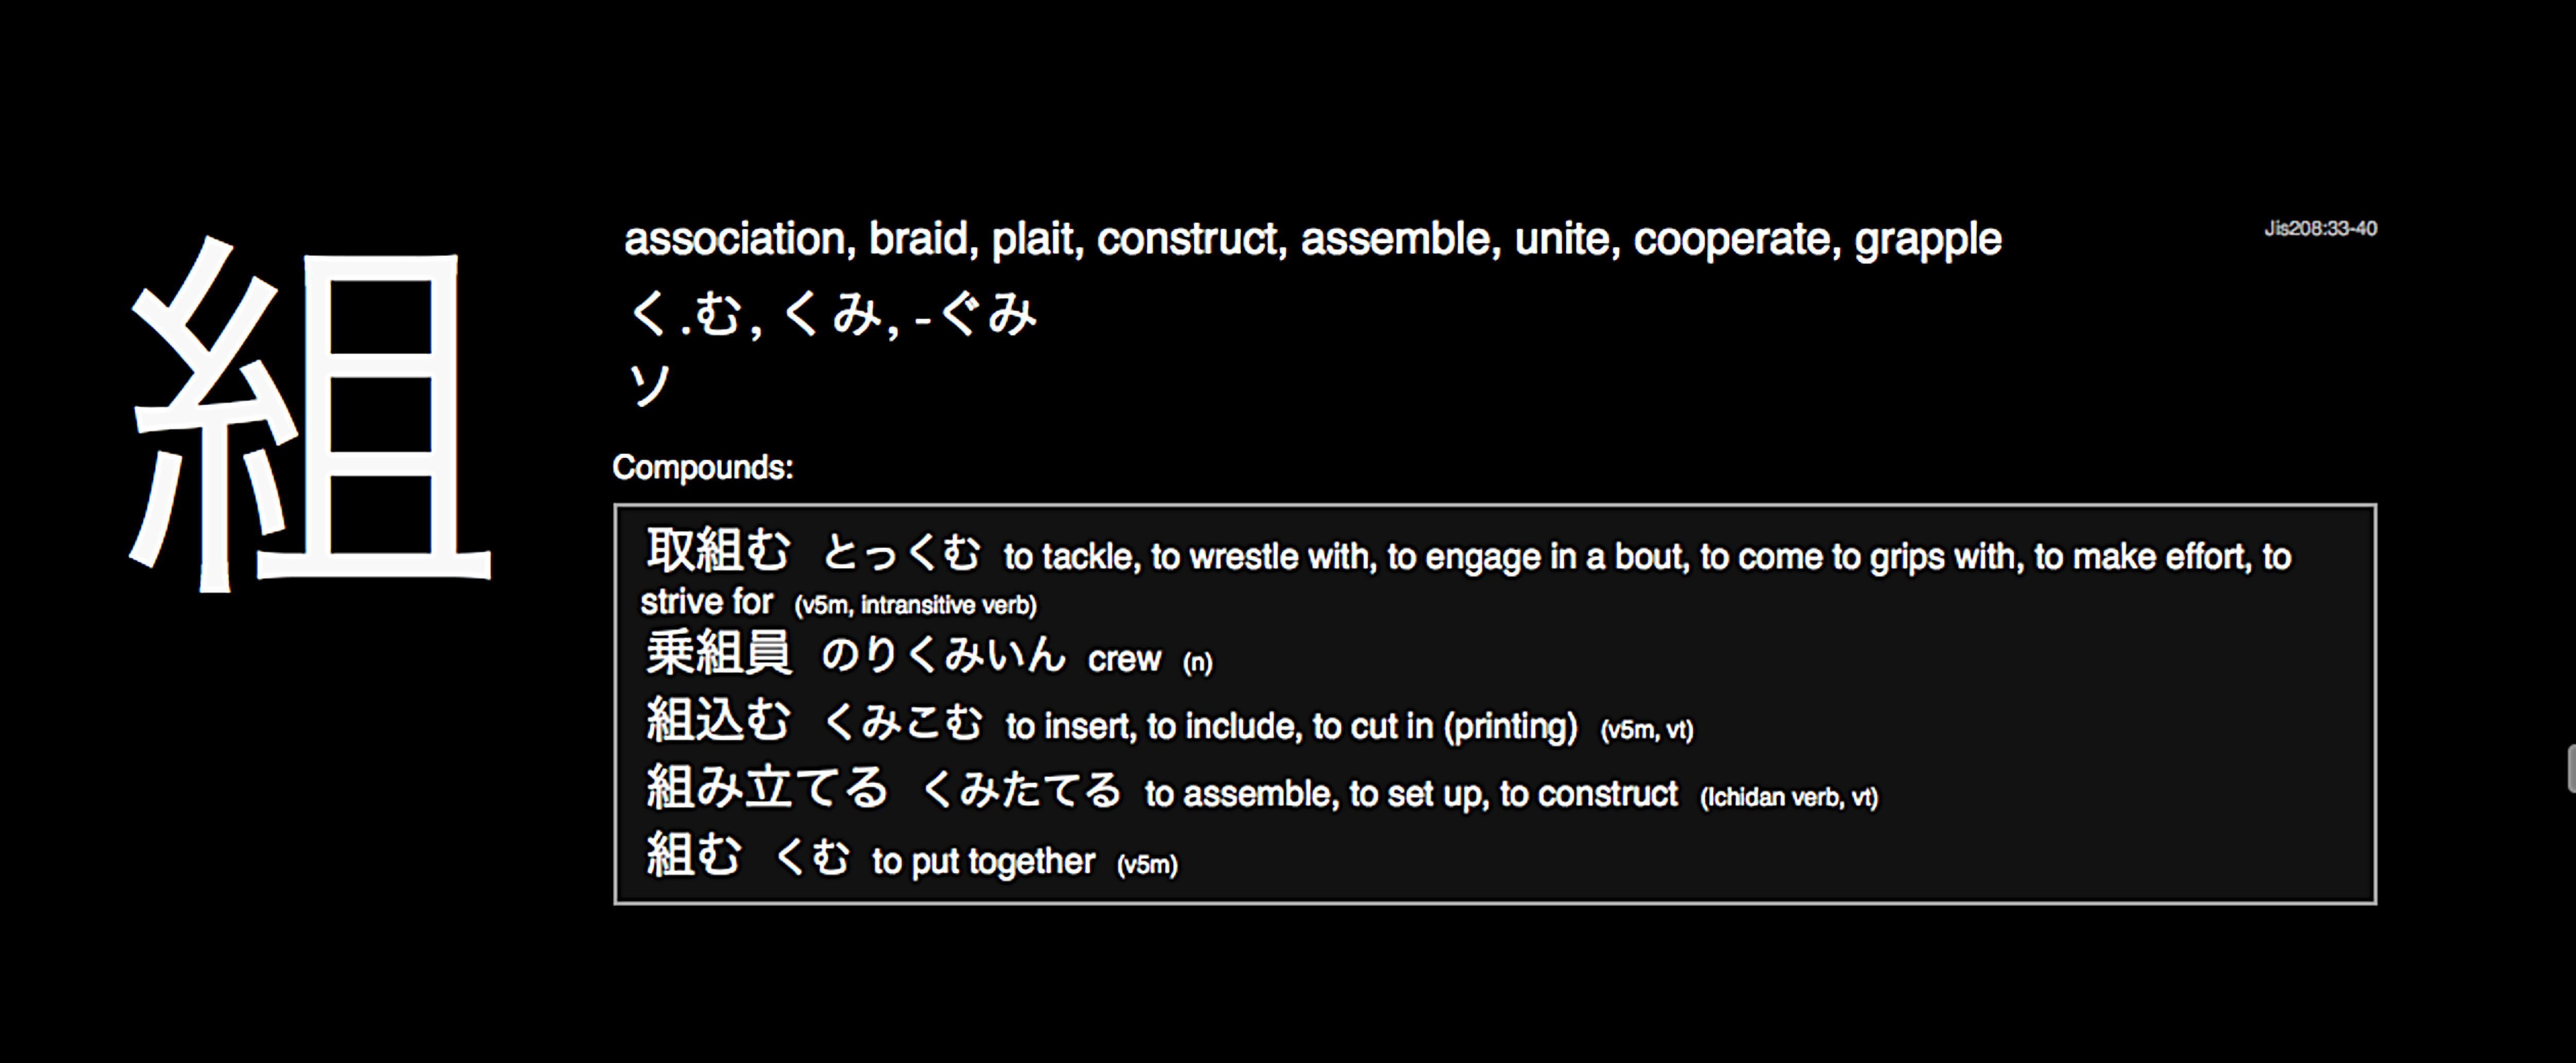 組
association, braid, plait, construct, assemble, unite, cooperate, grapple
Jis208:33-40
く.む, くみ, -ぐみ
ソ
Compounds:
取組む とっくむ to tackle, to wrestle with, to engage in a bout, to come to grips with, to make effort, to
strive for (v5m, intransitive verb)
乗組員 のりくみいん crew (n)
組込む くみこむ to insert, to include, to cut in (printing) (v5m, vt)
組み立てる くみたてる to assemble, to set up, to construct (Ichidan verb, vt)
組む くむ to put together (v5m)